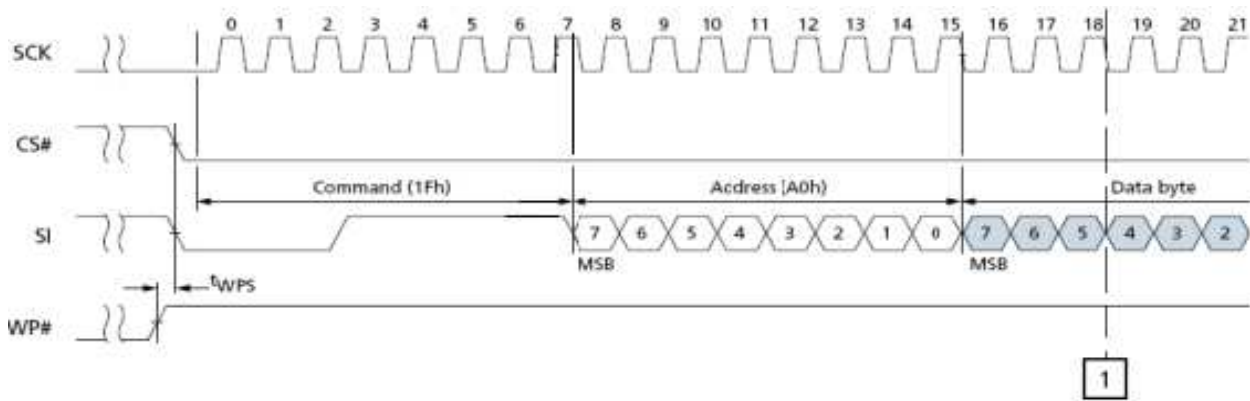 0 1 2 3 4 5 6 7 8 9 10 11 12 13 14 15 16 17 18 19 20 21
SCK
CS#
Command (1Fh) Acdress [A0h) Data byte
SI 7 6 5 4 3 2 1 0 7 6 5 4 3 2
MSB MSB
tWPS
WP#
1